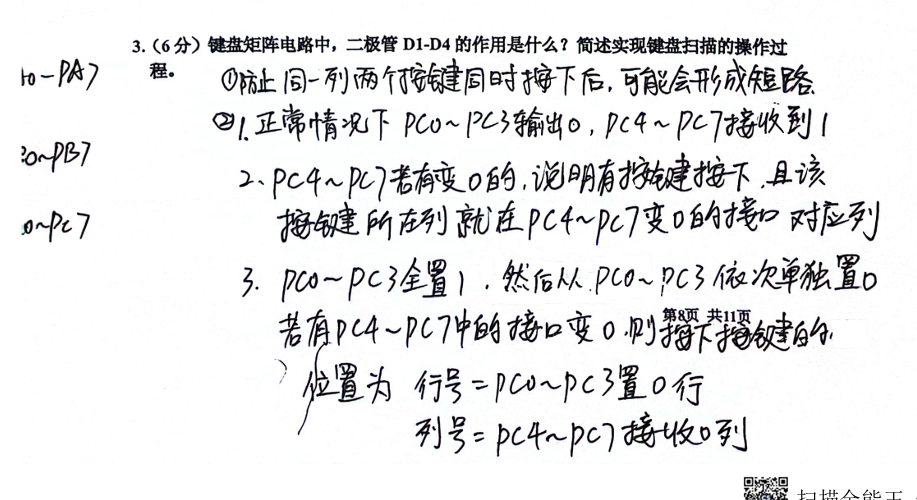 3.（6分）键盘矩阵电路中，二极管 D1-D4 的作用是什么？简述实现键盘扫描的操作过
程。
0-PA7
0~PB7
0~PC7
①防止同一列两个按键同时按下后，可能会形成短路
②1. 正常情况下 PC0~PC3输出0，PC4~PC7接收到1
2、PC4~PC7若有变0的，说明有按键按下，且该
按键所在列就在PC4~PC7变0的接口对应列
3. PC0~PC3全置1，然后从PC0~PC3依次单独置0
第8页 共11页
若有PC4~PC7中的接口变0，则按下按键的
位置为 行号=PC0~PC3置0行
列号=PC4~PC7接收0列
扫描全能王